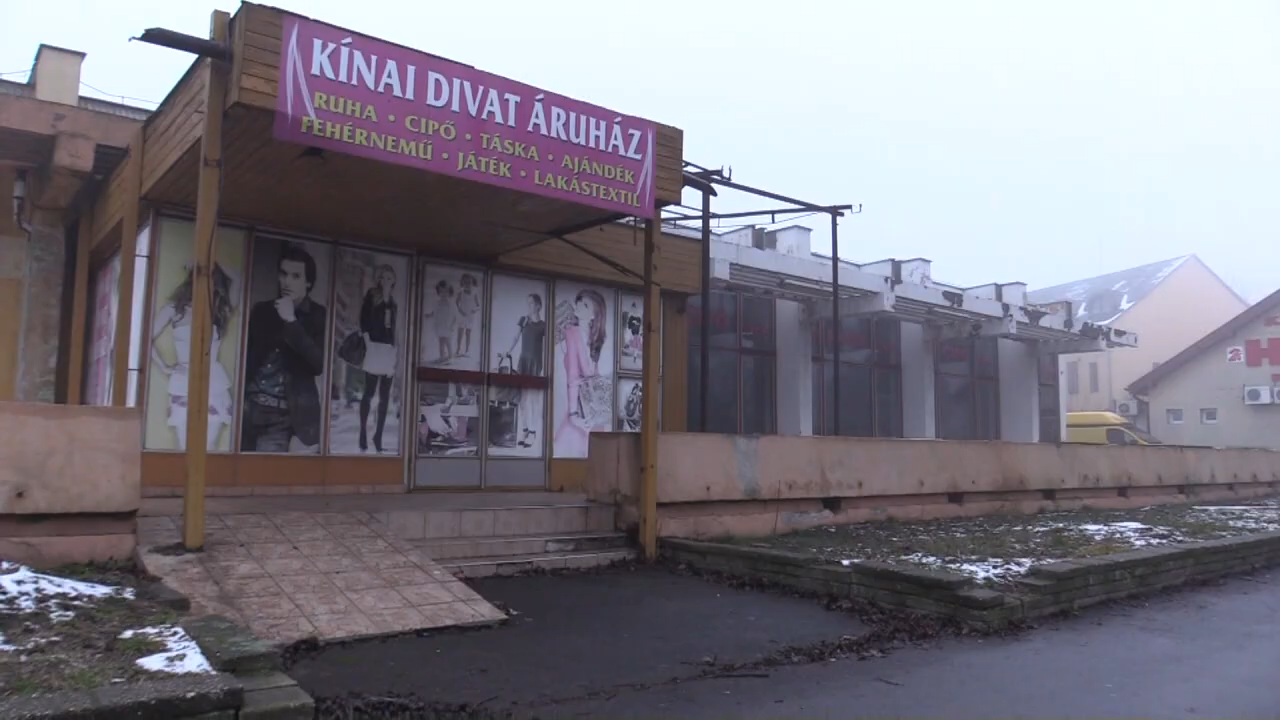 KÍNAI DIVAT ÁRUHÁZ
RUHA • CIPŐ • TÁSKA • AJÁNDÉK
FEHÉRNEMŰ • JÁTÉK • LAKÁSTEXTIL